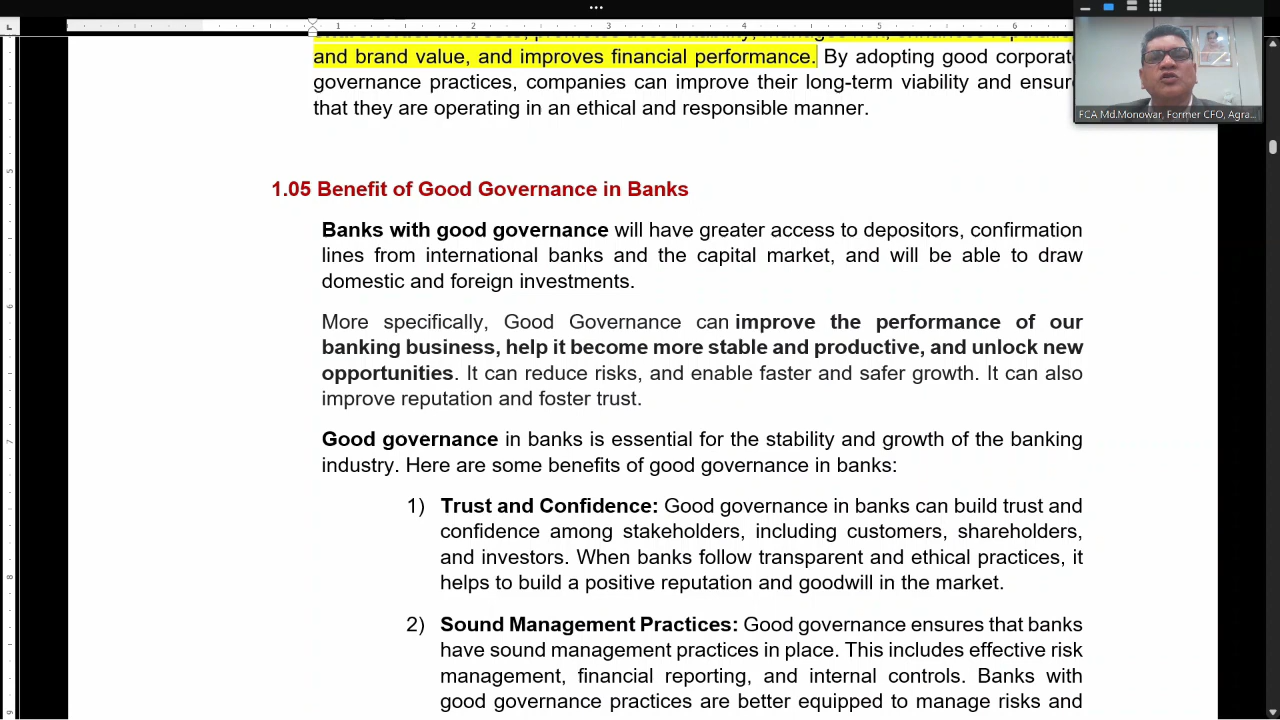 shareholder interests, promotes accountability, manages risk, enhances reputation
and brand value, and improves financial performance. By adopting good corporate
governance practices, companies can improve their long-term viability and ensure
that they are operating in an ethical and responsible manner.
FCA Md.Monowar, Former CFO, Agra...
1.05 Benefit of Good Governance in Banks
Banks with good governance will have greater access to depositors, confirmation
lines from international banks and the capital market, and will be able to draw
domestic and foreign investments.
More specifically, Good Governance can improve the performance of our
banking business, help it become more stable and productive, and unlock new
opportunities. It can reduce risks, and enable faster and safer growth. It can also
improve reputation and foster trust.
Good governance in banks is essential for the stability and growth of the banking
industry. Here are some benefits of good governance in banks:
1) Trust and Confidence: Good governance in banks can build trust and
confidence among stakeholders, including customers, shareholders,
and investors. When banks follow transparent and ethical practices, it
helps to build a positive reputation and goodwill in the market.
2) Sound Management Practices: Good governance ensures that banks
have sound management practices in place. This includes effective risk
management, financial reporting, and internal controls. Banks with
good governance practices are better equipped to manage risks and